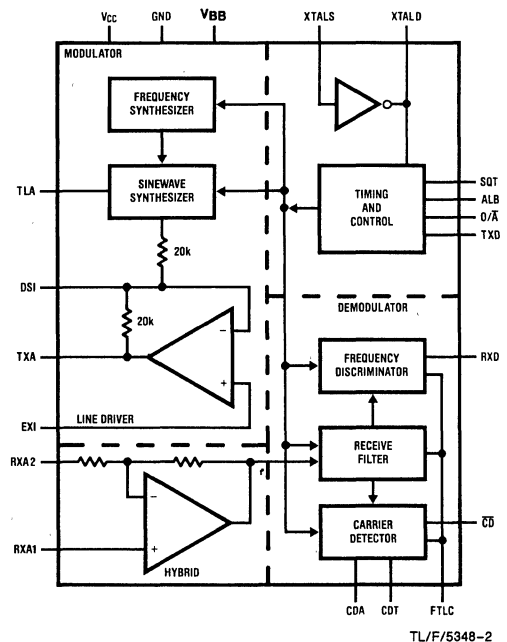 VCC GND VBB XTALS XTALD
MODULATOR
FREQUENCY
SYNTHESIZER
TLA
SINEWAVE
SYNTHESIZER
TIMING
AND
CONTROL
SQT
ALB
O/A̅
TXD
20k
DSI
20k
TXA
−
+
EXI
LINE DRIVER
DEMODULATOR
FREQUENCY
DISCRIMINATOR
RXD
RECEIVE
FILTER
CARRIER
DETECTOR
C̅D̅
RXA2
−
+
RXA1
HYBRID
CDA CDT FTLC
TL/F/5348-2